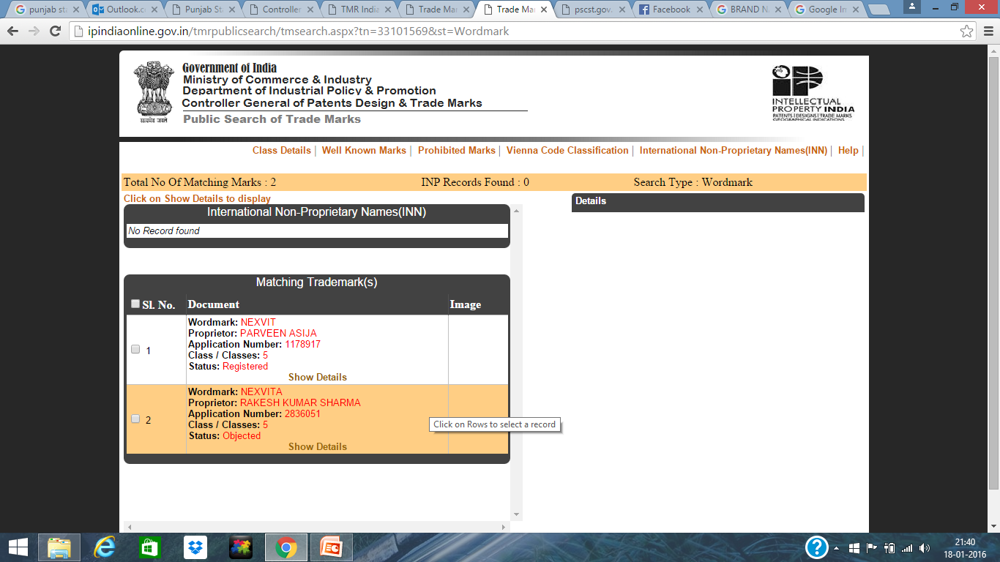 punjab sta
Outlook.co
Punjab St
Controller
TMR India
Trade Mar
Trade Mar
pscst.gov.
Facebook
BRAND N
Google Im
ipindiaonline.gov.in/tmrpublicsearch/tmsearch.aspx?tn=33101569&st=Wordmark
सत्यमेव जयते
Government of India
Ministry of Commerce & Industry
Department of Industrial Policy & Promotion
Controller General of Patents Design & Trade Marks
Public Search of Trade Marks
INTELLECTUAL
PROPERTY INDIA
PATENTS | DESIGNS | TRADE MARKS
GEOGRAPHICAL INDICATIONS
Class Details | Well Known Marks | Prohibited Marks | Vienna Code Classification | International Non-Proprietary Names(INN) | Help |
Total No Of Matching Marks : 2 INP Records Found : 0 Search Type : Wordmark
Click on Show Details to display
Details
International Non-Proprietary Names(INN)
No Record found
Matching Trademark(s)
Sl. No. Document Image
1
Wordmark: NEXVIT
Proprietor: PARVEEN ASIJA
Application Number: 1178917
Class / Classes: 5
Status: Registered
Show Details
2
Wordmark: NEXVITA
Proprietor: RAKESH KUMAR SHARMA
Application Number: 2836051
Class / Classes: 5
Status: Objected
Show Details
Click on Rows to select a record
21:40
18-01-2016